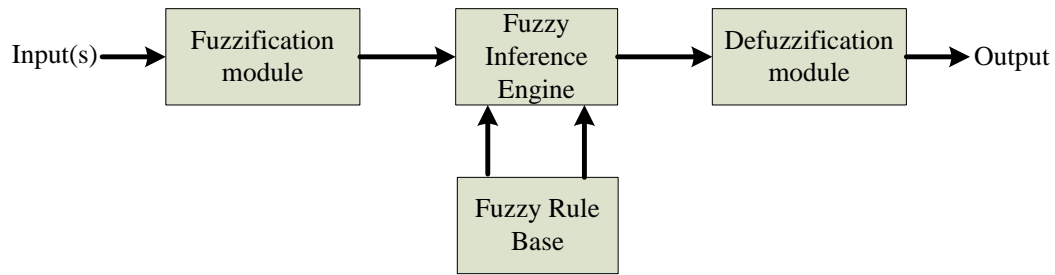 Input(s)
Fuzzification
module
Fuzzy
Inference
Engine
Defuzzification
module
Output
Fuzzy Rule
Base